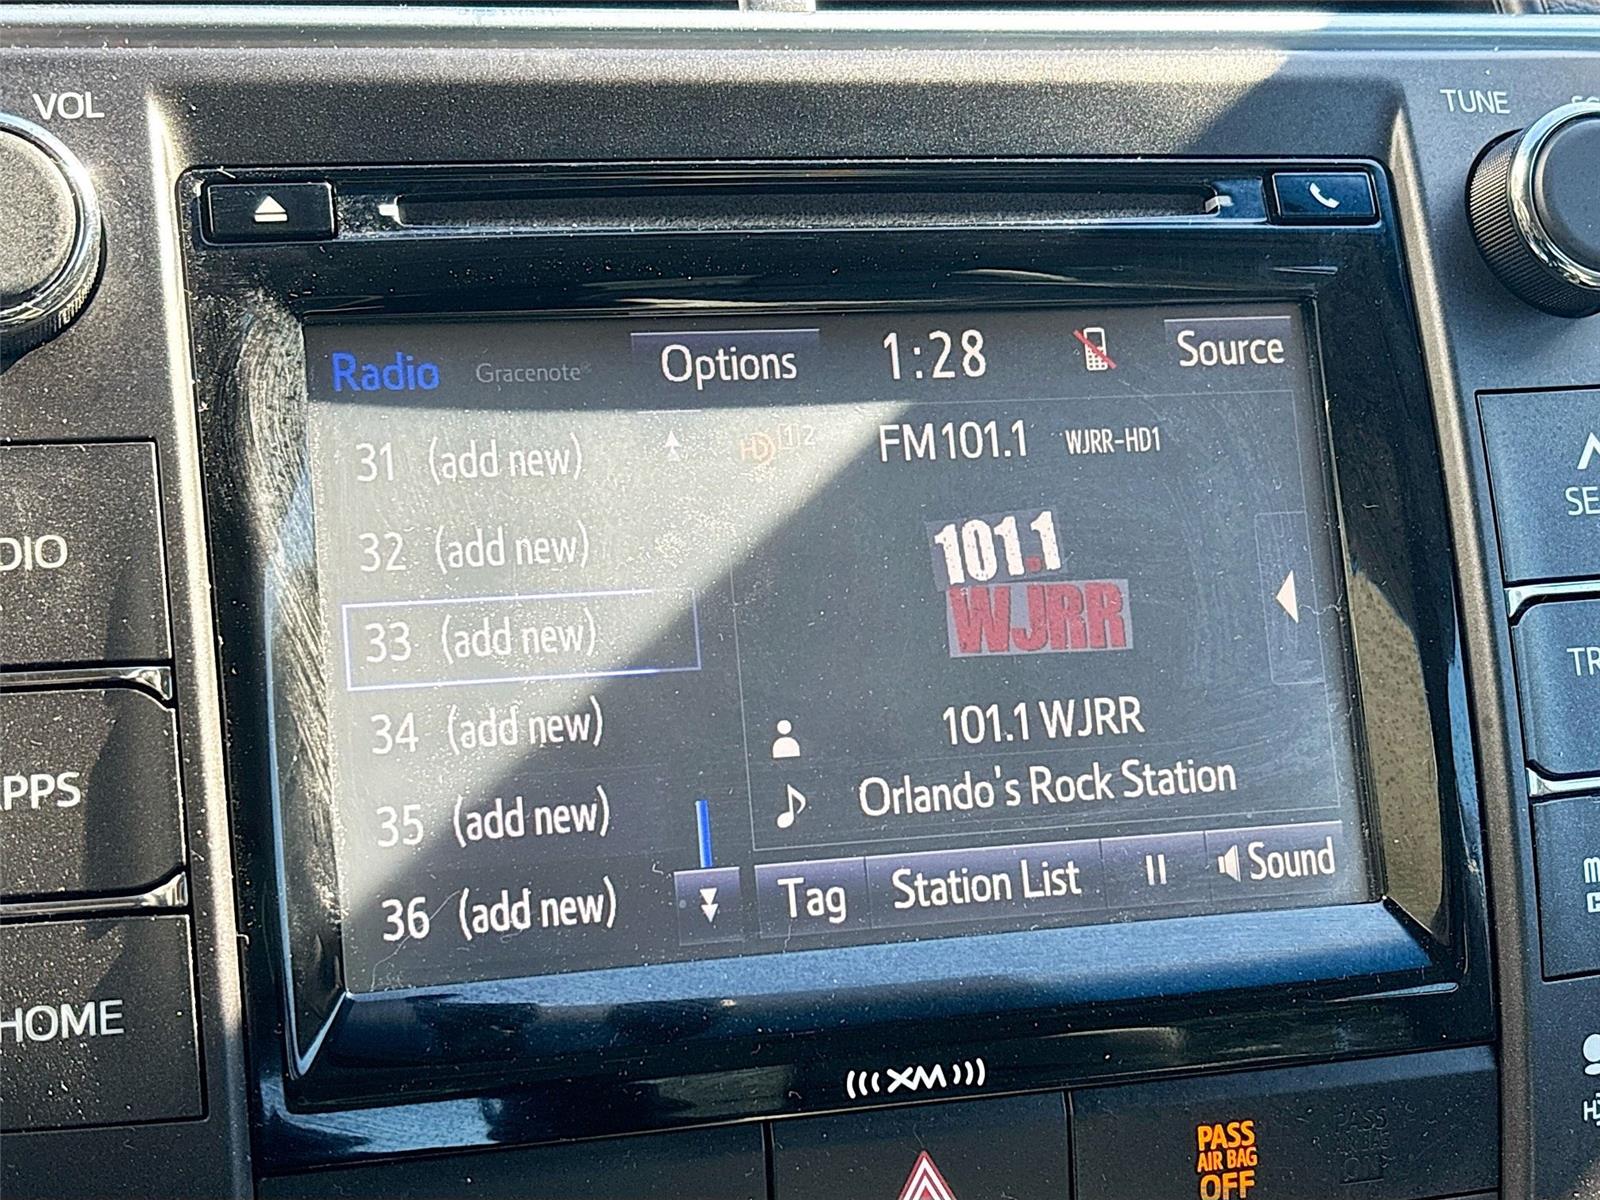 VOL
TUNE
Radio
Gracenote®
Options
1:28
Source
31 (add new)
HD 1 2
FM101.1
WJRR-HD1
32 (add new)
101.1
WJRR
33 (add new)
34 (add new)
101.1 WJRR
35 (add new)
Orlando's Rock Station
36 (add new)
Tag
Station List
Sound
DIO
PPS
HOME
SE
TR
XM
PASS
AIR BAG
OFF